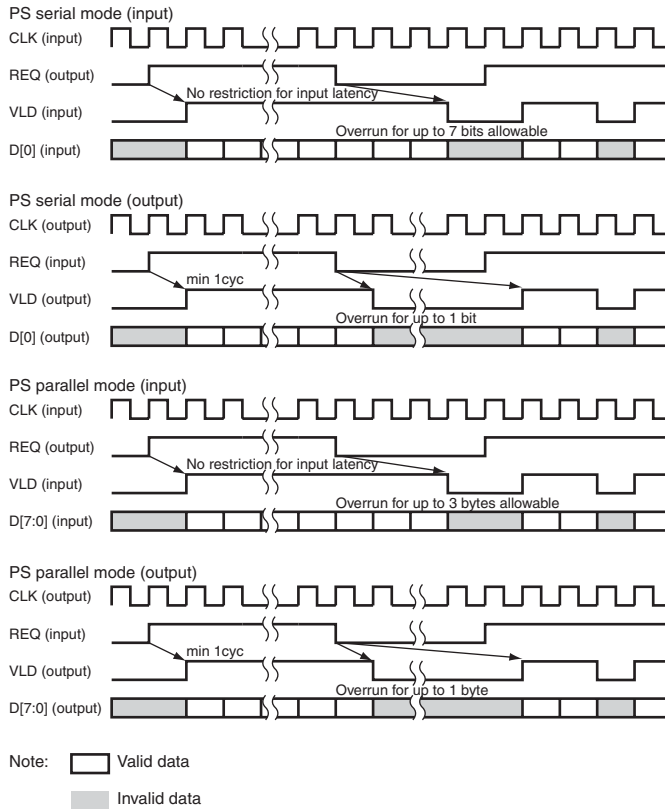 PS serial mode (input)
CLK (input)
REQ (output)
No restriction for input latency
VLD (input)
Overrun for up to 7 bits allowable
D[0] (input)
PS serial mode (output)
CLK (output)
REQ (input)
min 1cyc
VLD (output)
Overrun for up to 1 bit
D[0] (output)
PS parallel mode (input)
CLK (input)
REQ (output)
No restriction for input latency
VLD (input)
Overrun for up to 3 bytes allowable
D[7:0] (input)
PS parallel mode (output)
CLK (output)
REQ (input)
min 1cyc
VLD (output)
Overrun for up to 1 byte
D[7:0] (output)
Note: Valid data
Invalid data